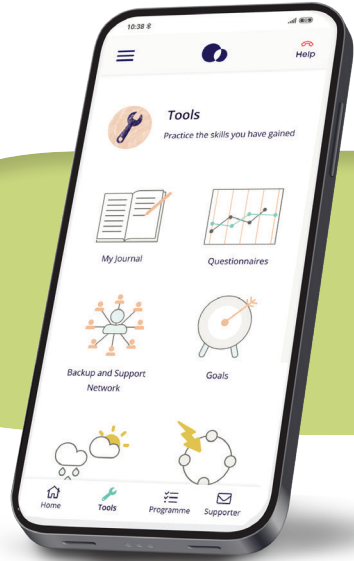 10:38
Help
Tools
Practice the skills you have gained
My Journal
Questionnaires
Backup and Support
Network
Goals
Home
Tools
Programme
Supporter